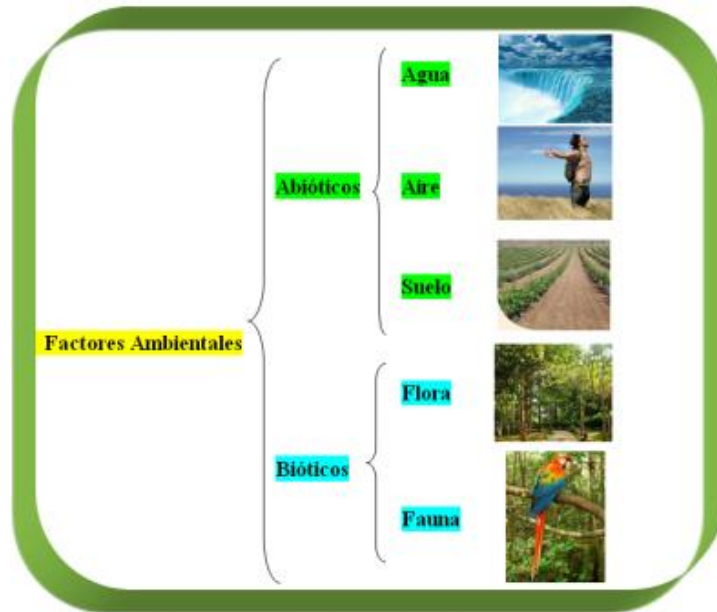 Agua
Abióticos
Aire
Suelo
Factores Ambientales
Flora
Bióticos
Fauna